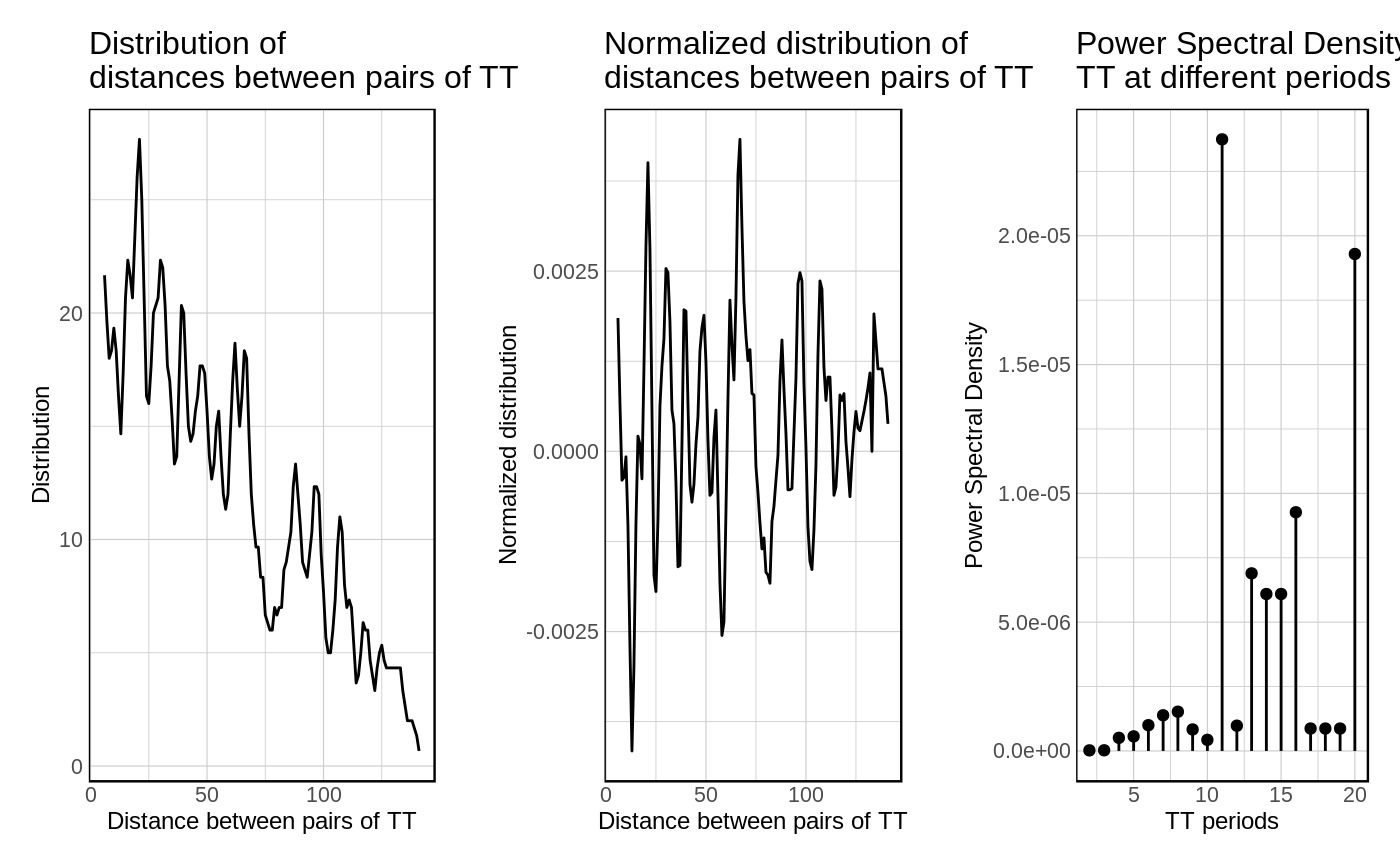 Distribution of
distances between pairs of TT
Normalized distribution of
distances between pairs of TT
Power Spectral Density
TT at different periods
Distribution
20
10
0
0
50
100
Distance between pairs of TT
Normalized distribution
0.0025
0.0000
-0.0025
0
50
100
Distance between pairs of TT
Power Spectral Density
2.0e-05
1.5e-05
1.0e-05
5.0e-06
0.0e+00
5
10
15
20
TT periods